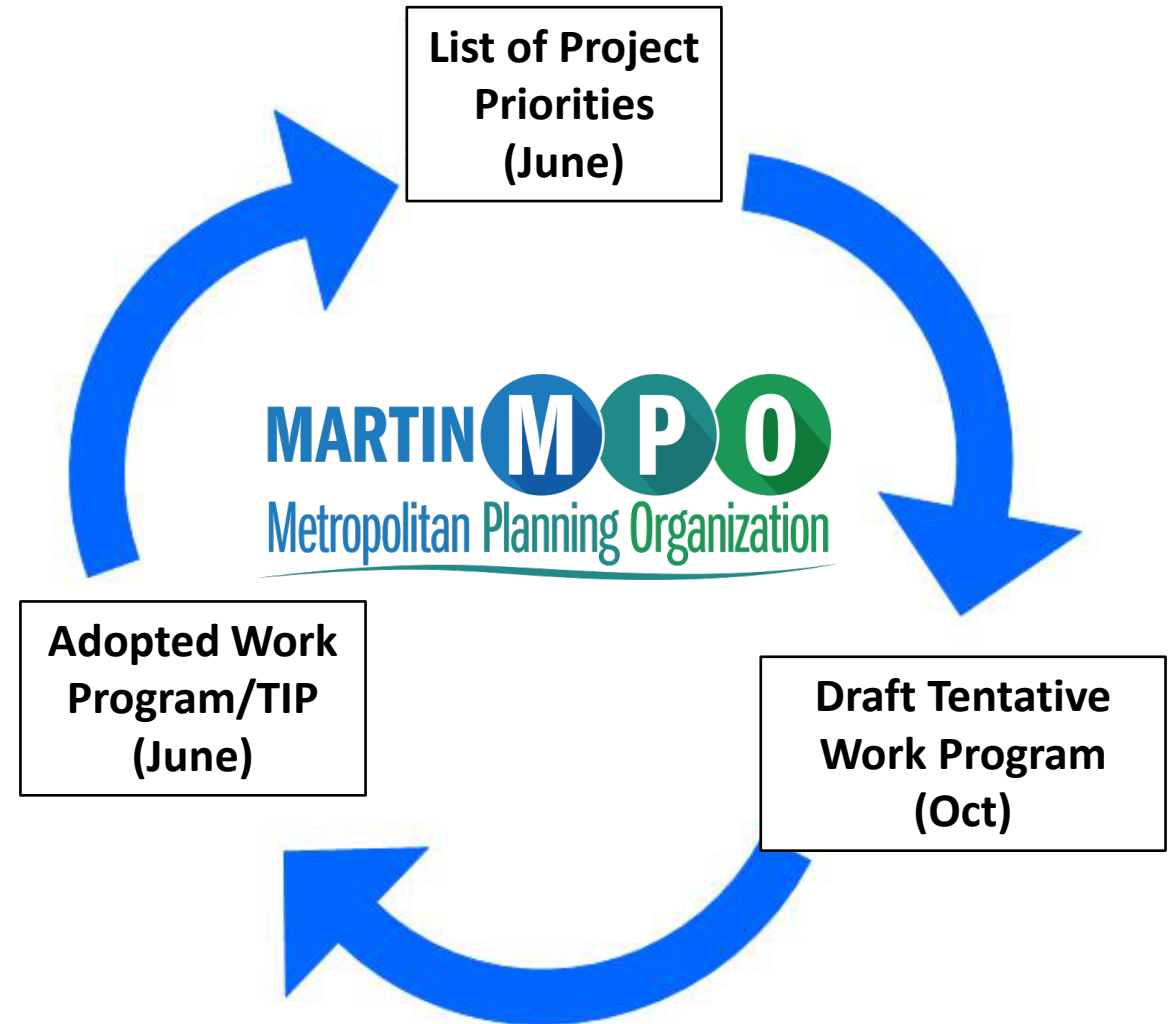 List of Project
Priorities
(June)
MARTIN MPO
Metropolitan Planning Organization
Adopted Work
Program/TIP
(June)
Draft Tentative
Work Program
(Oct)